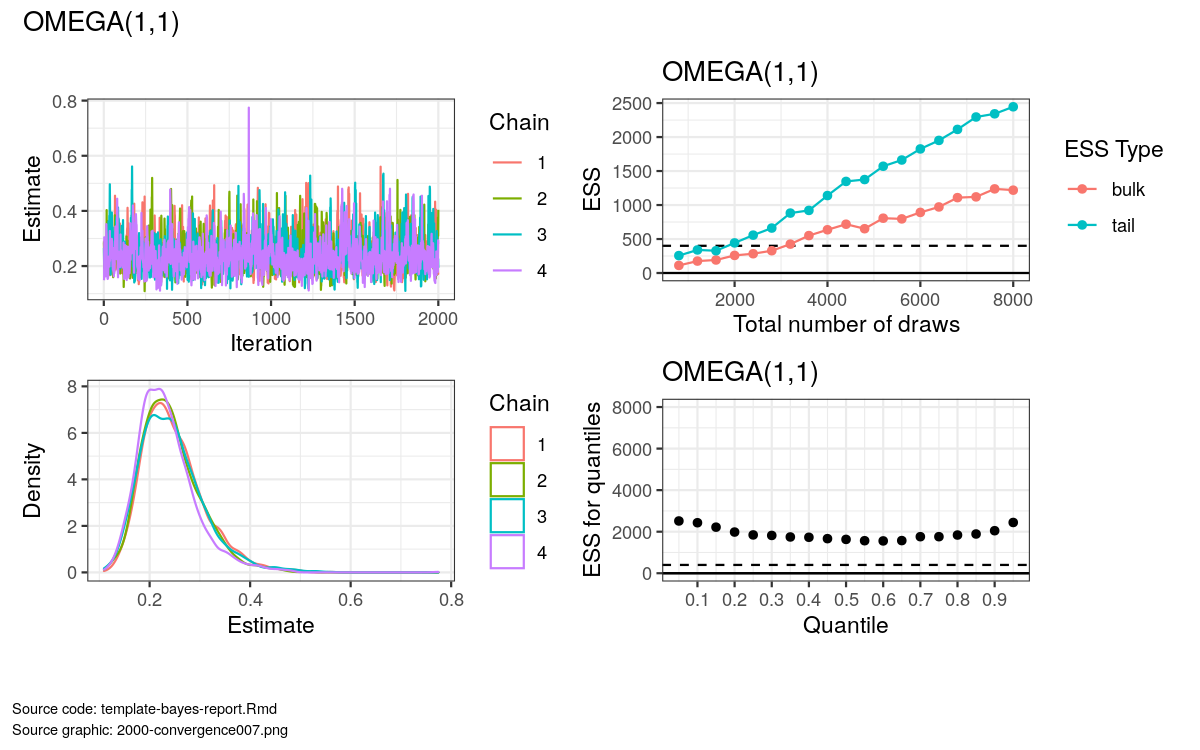 OMEGA(1,1)
0.8
0.6
0.4
0.2
Estimate
0 500 1000 1500 2000
Iteration
Chain
1
2
3
4
OMEGA(1,1)
2500
2000
1500
1000
500
0
ESS
2000 4000 6000 8000
Total number of draws
ESS Type
bulk
tail
8
6
4
2
0
Density
0.2 0.4 0.6 0.8
Estimate
Chain
1
2
3
4
OMEGA(1,1)
8000
6000
4000
2000
0
ESS for quantiles
0.1 0.2 0.3 0.4 0.5 0.6 0.7 0.8 0.9
Quantile
Source code: template-bayes-report.Rmd
Source graphic: 2000-convergence007.png